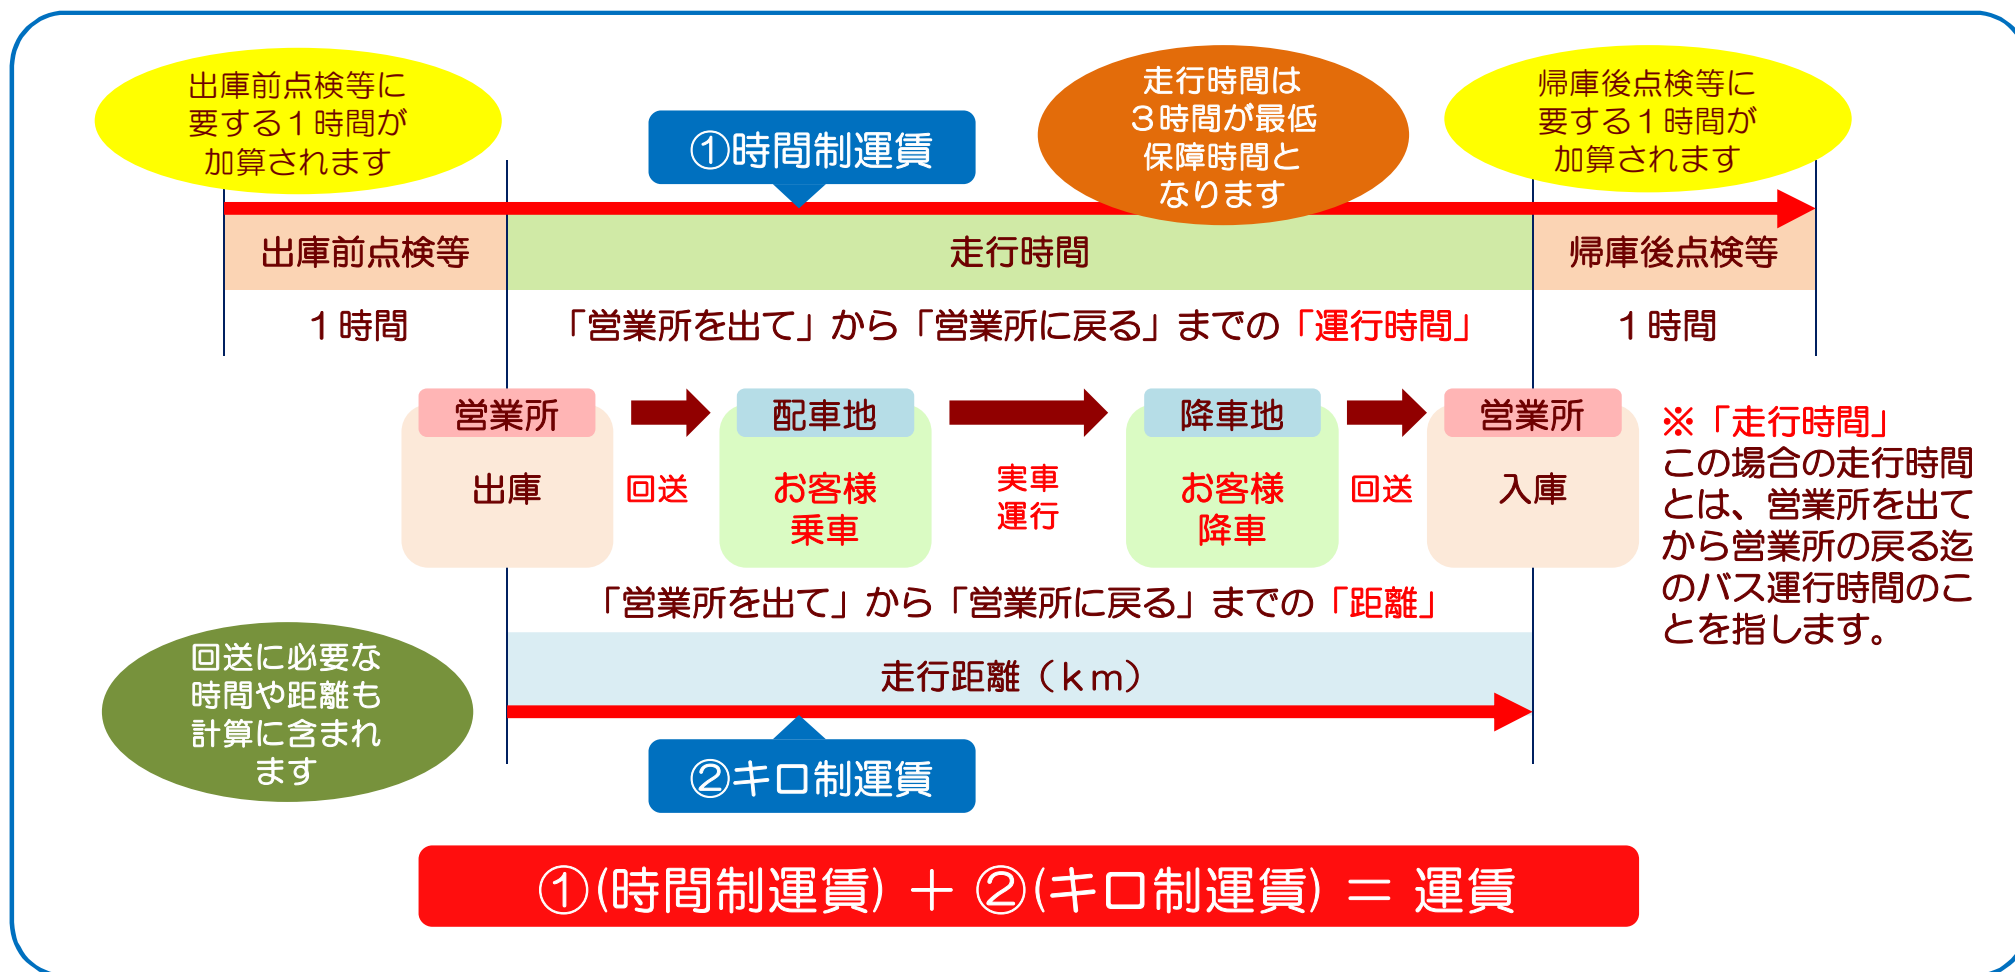 出庫前点検等に
要する１時間が
加算されます
①時間制運賃
走行時間は
３時間が最低
保障時間と
なります
帰庫後点検等に
要する１時間が
加算されます
出庫前点検等
走行時間
帰庫後点検等
１時間
「営業所を出て」から「営業所に戻る」までの「運行時間」
１時間
営業所
配車地
降車地
営業所
出庫
回送
お客様
乗車
実車
運行
お客様
降車
回送
入庫
※「走行時間」
この場合の走行時間
とは、営業所を出て
から営業所の戻る迄
のバス運行時間のこ
とを指します。
「営業所を出て」から「営業所に戻る」までの「距離」
回送に必要な
時間や距離も
計算に含まれ
ます
走行距離（ｋｍ）
②キロ制運賃
①(時間制運賃) ＋ ②(キロ制運賃) ＝ 運賃